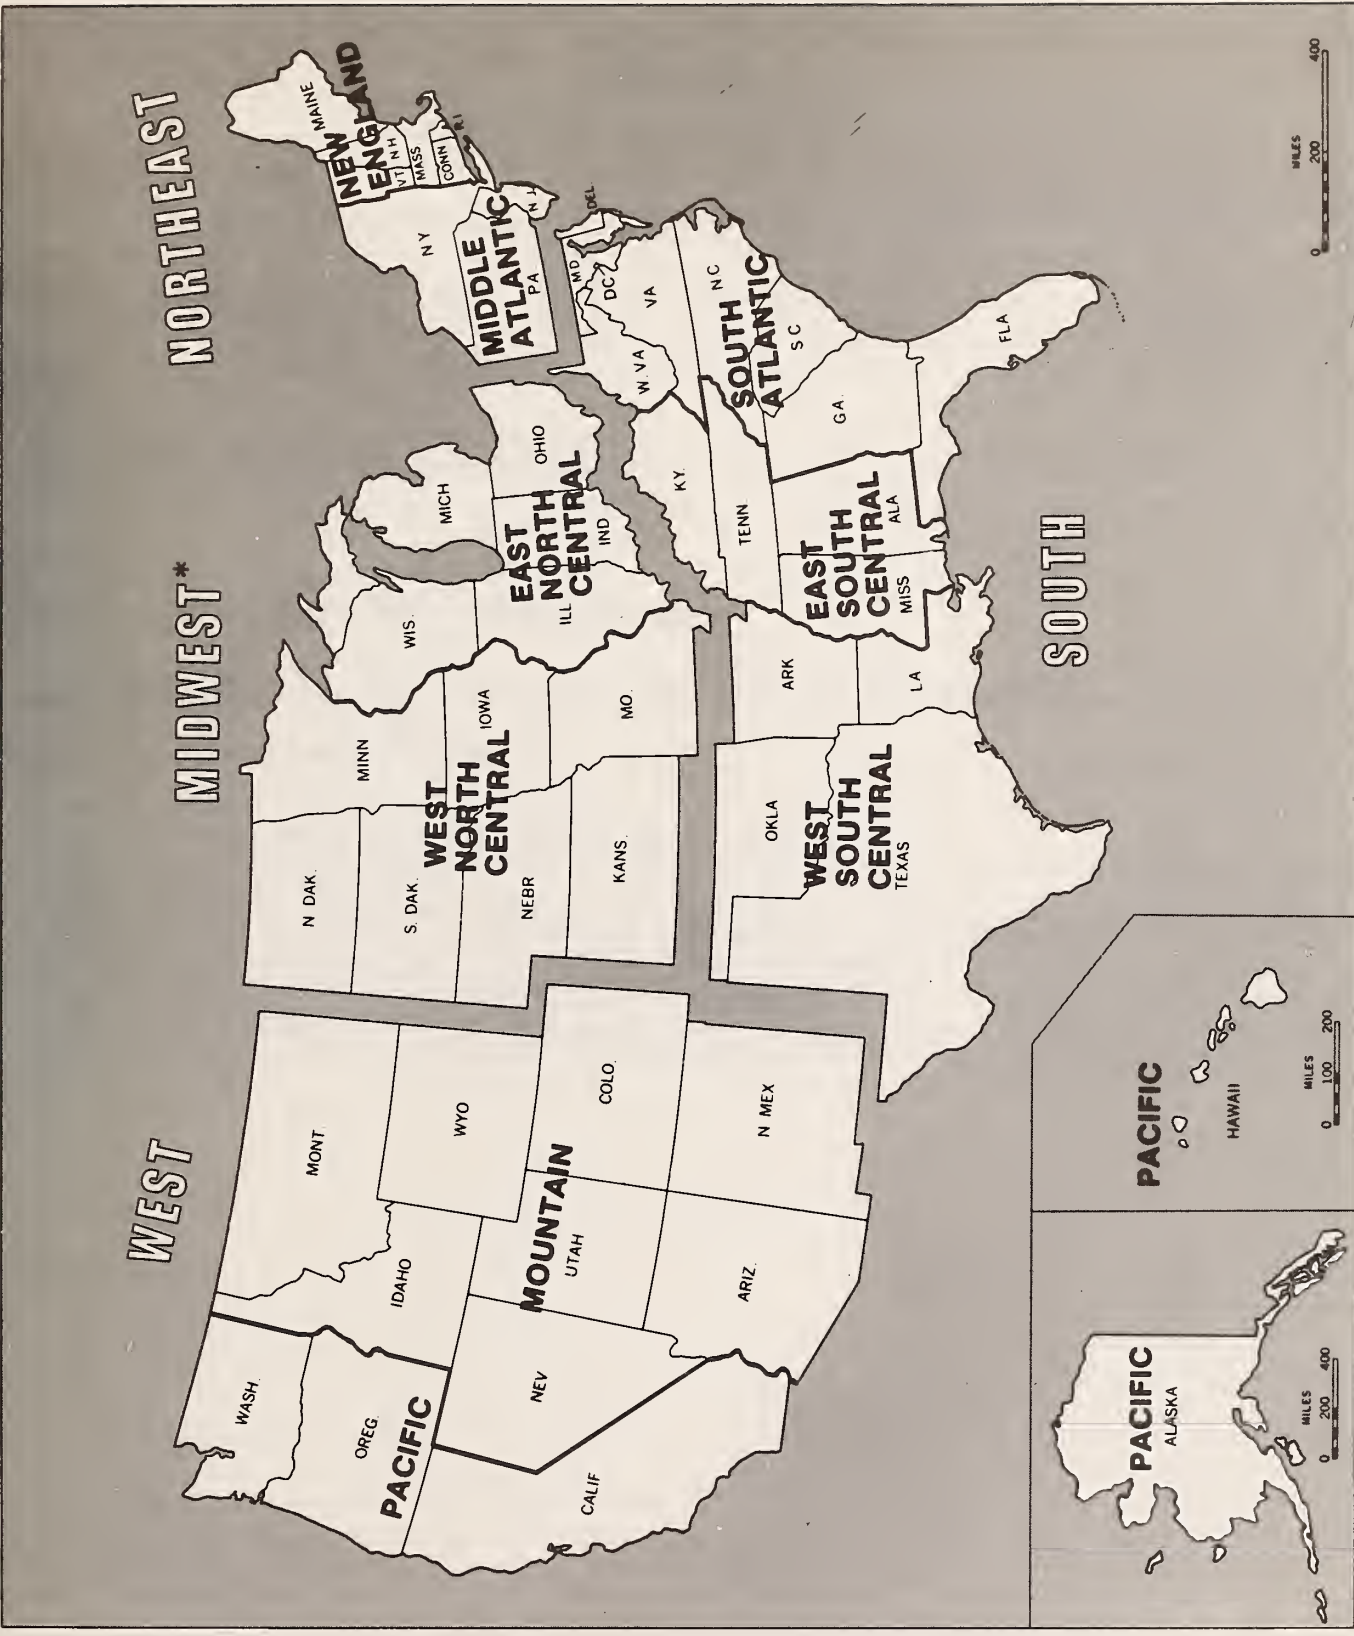 WEST
MIDWEST*
NORTHEAST
SOUTH
PACIFIC
WASH.
OREG.
CALIF
MOUNTAIN
MONT.
IDAHO
WYO
NEV
UTAH
COLO.
ARIZ.
N MEX
WEST
NORTH
CENTRAL
N DAK.
S. DAK.
NEBR
KANS.
MINN
IOWA
MO.
EAST
NORTH
CENTRAL
WIS.
MICH
ILL
IND
OHIO
WEST
SOUTH
CENTRAL
OKLA
TEXAS
ARK
LA
EAST
SOUTH
CENTRAL
KY.
TENN
MISS
ALA
SOUTH
ATLANTIC
W. VA
VA
MD
DC
DEL.
NC
S C
GA.
FLA
MIDDLE
ATLANTIC
NY
PA
N J
NEW
ENGLAND
MAINE
VT
NH
MASS
CONN
RI
PACIFIC
ALASKA
MILES
0 200 400
PACIFIC
HAWAII
MILES
0 100 200
MILES
0 200 400